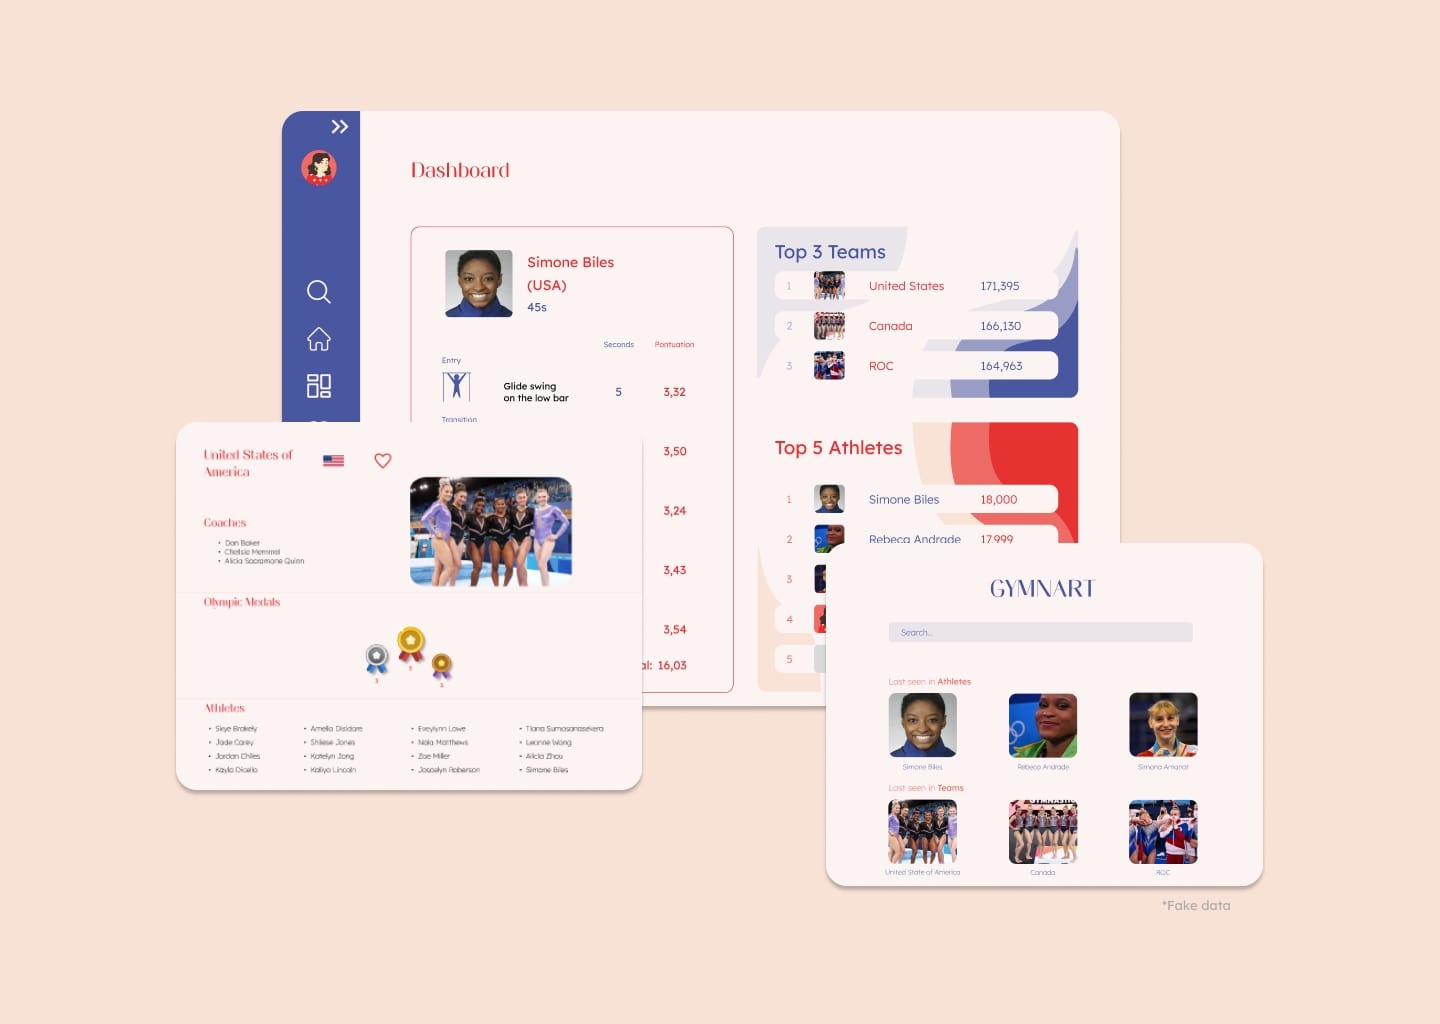 Dashboard
Simone Biles
(USA)
45s
Seconds
Pontuation
Entry
Glide swing
on the low bar
5
3,32
Transition
3,50
3,24
3,43
3,54
al: 16,03
Top 3 Teams
1 United States 171,395
2 Canada 166,130
3 ROC 164,963
Top 5 Athletes
1 Simone Biles 18,000
2 Rebeca Andrade 17,999
3
4
5
United States of
America
Coaches
• Dan Baker
• Chellsie Memmel
• Alicia Sacramone Quinn
Olympic Medals
Athletes
• Skye Blakely
• Jade Carey
• Jordan Chiles
• Kayla DiCello
• Amelia Disidore
• Shilese Jones
• Katelyn Jong
• Kaliya Lincoln
• Eveylynn Lowe
• Nola Matthews
• Zoe Miller
• Joscelyn Roberson
• Tiana Sumanasekera
• Leanne Wong
• Alicia Zhou
• Simone Biles
GYMNART
Search...
Last seen in Athletes
Simone Biles
Rebeca Andrade
Simona Amanar
Last seen in Teams
United State of America
Canada
ROC
*Fake data